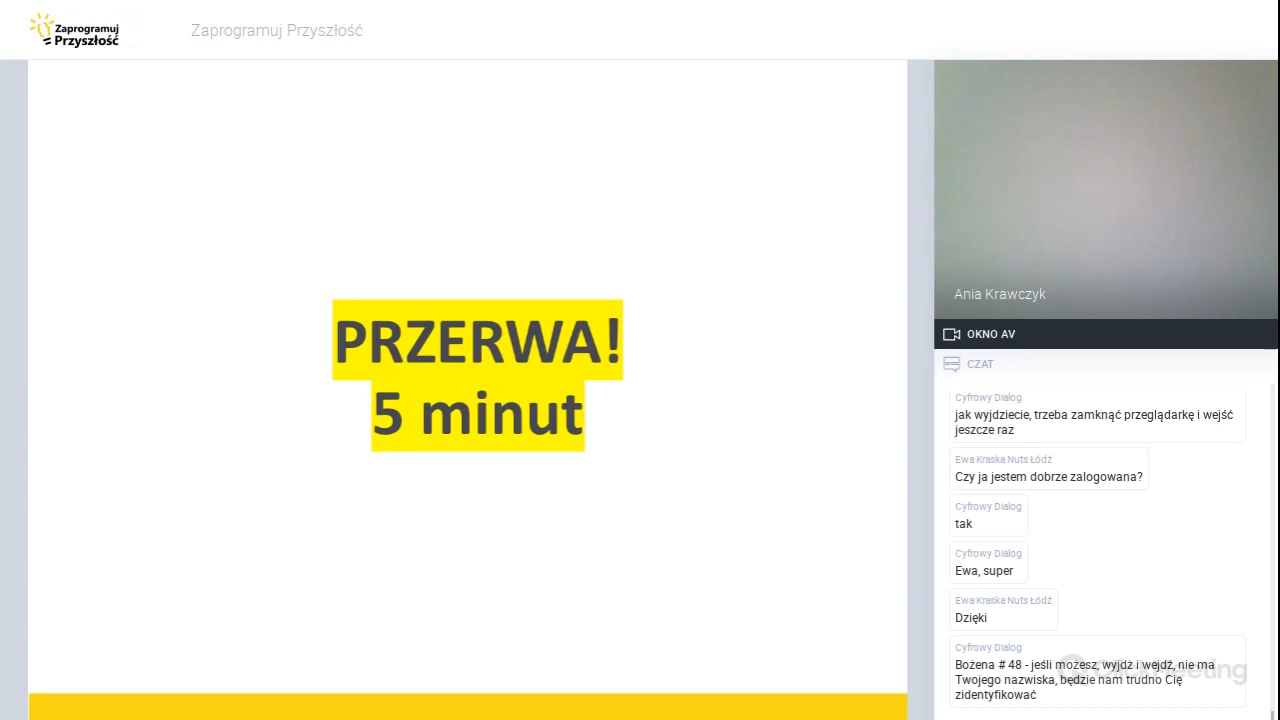 Zaprogramuj
Przyszłość
Zaprogramuj Przyszłość
PRZERWA!
5 minut
Ania Krawczyk
OKNO AV
CZAT
Cyfrowy Dialog
jak wyjdziecie, trzeba zamknąć przeglądarkę i wejść
jeszcze raz
Ewa Kraska Nuts Łódź
Czy ja jestem dobrze zalogowana?
Cyfrowy Dialog
tak
Cyfrowy Dialog
Ewa, super
Ewa Kraska Nuts Łódź
Dzięki
Cyfrowy Dialog
Bożena # 48 - jeśli możesz, wyjdź i wejdź, nie ma
Twojego nazwiska, będzie nam trudno Cię
zidentyfikować
ClickMeeting